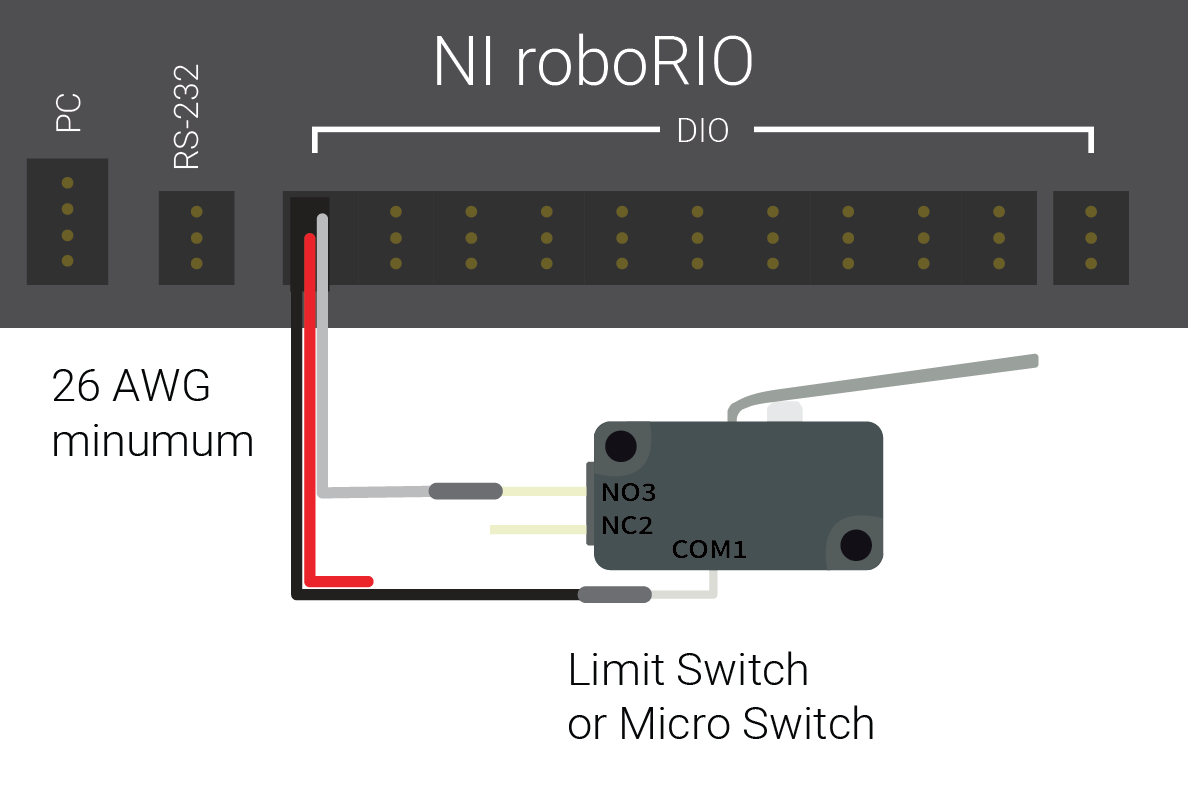 NI roboRIO
PC
RS-232
DIO
26 AWG
minumum
NO3
NC2
COM1
Limit Switch
or Micro Switch